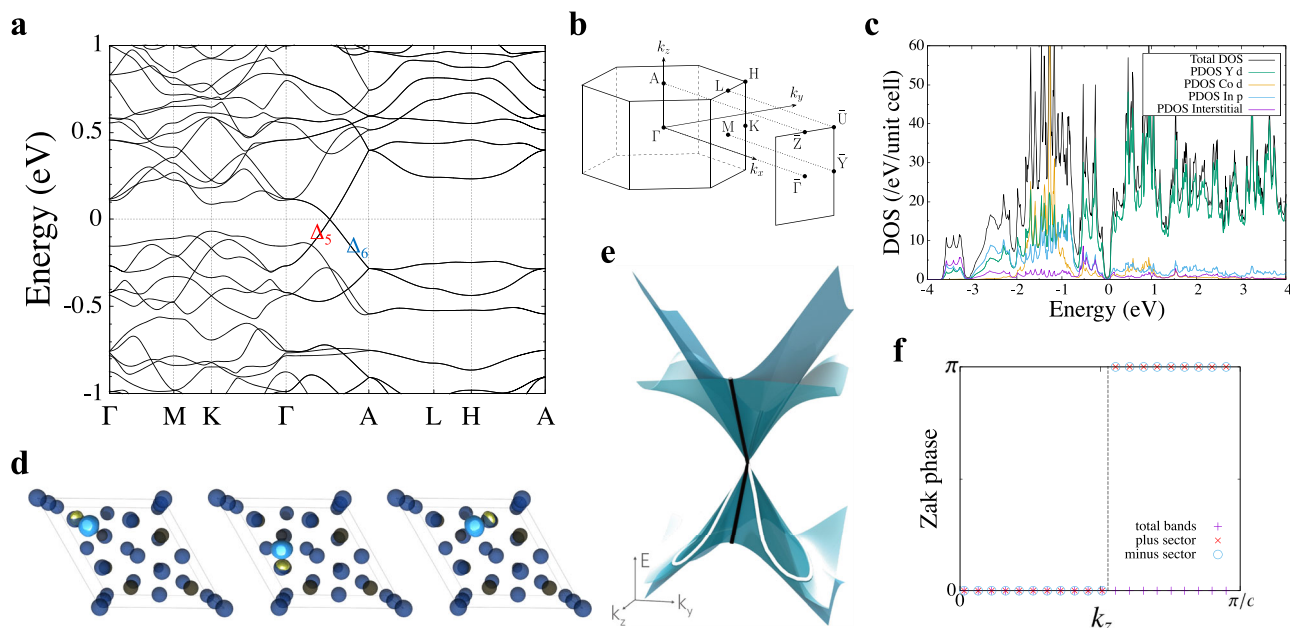 a
Energy (eV)
1
0.5
0
-0.5
-1
Δ5
Δ6
Γ M K Γ A L H A
b
kz
A
H
L
ky
Γ
M
K
kx
Ū
Z̄
Ȳ
Γ̄
c
DOS (/eV/unit cell)
60
50
40
30
20
10
0
Total DOS
PDOS Y d
PDOS Co d
PDOS In p
PDOS Interstitial
-4 -3 -2 -1 0 1 2 3 4
Energy (eV)
d
e
E
kz
ky
f
Zak phase
π
0
total bands
plus sector
minus sector
0
kz
π/c